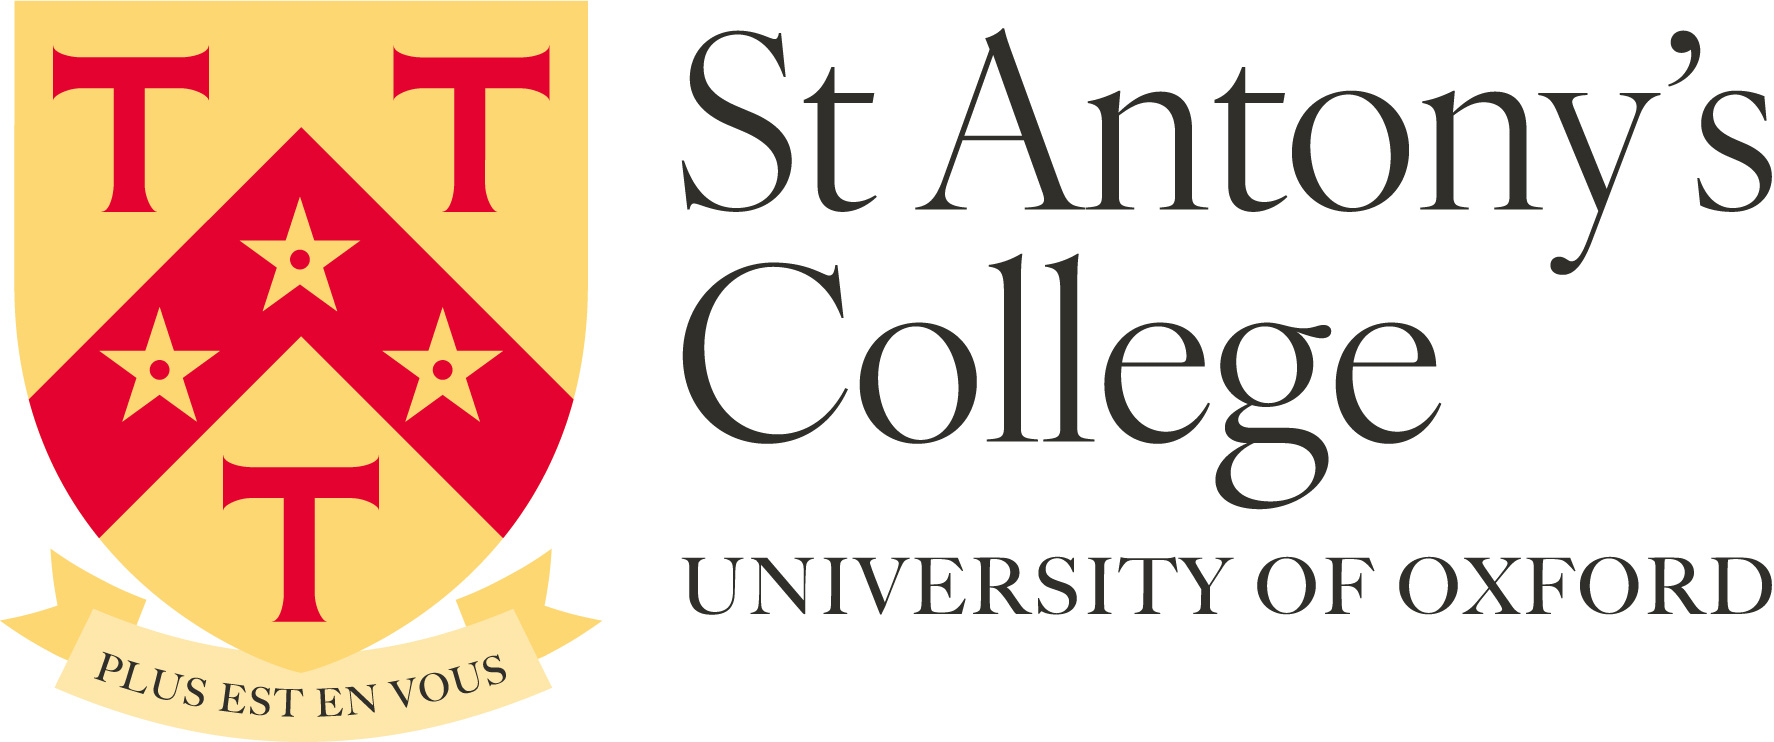 St Antony's
College
UNIVERSITY OF OXFORD
PLUS EST EN VOUS